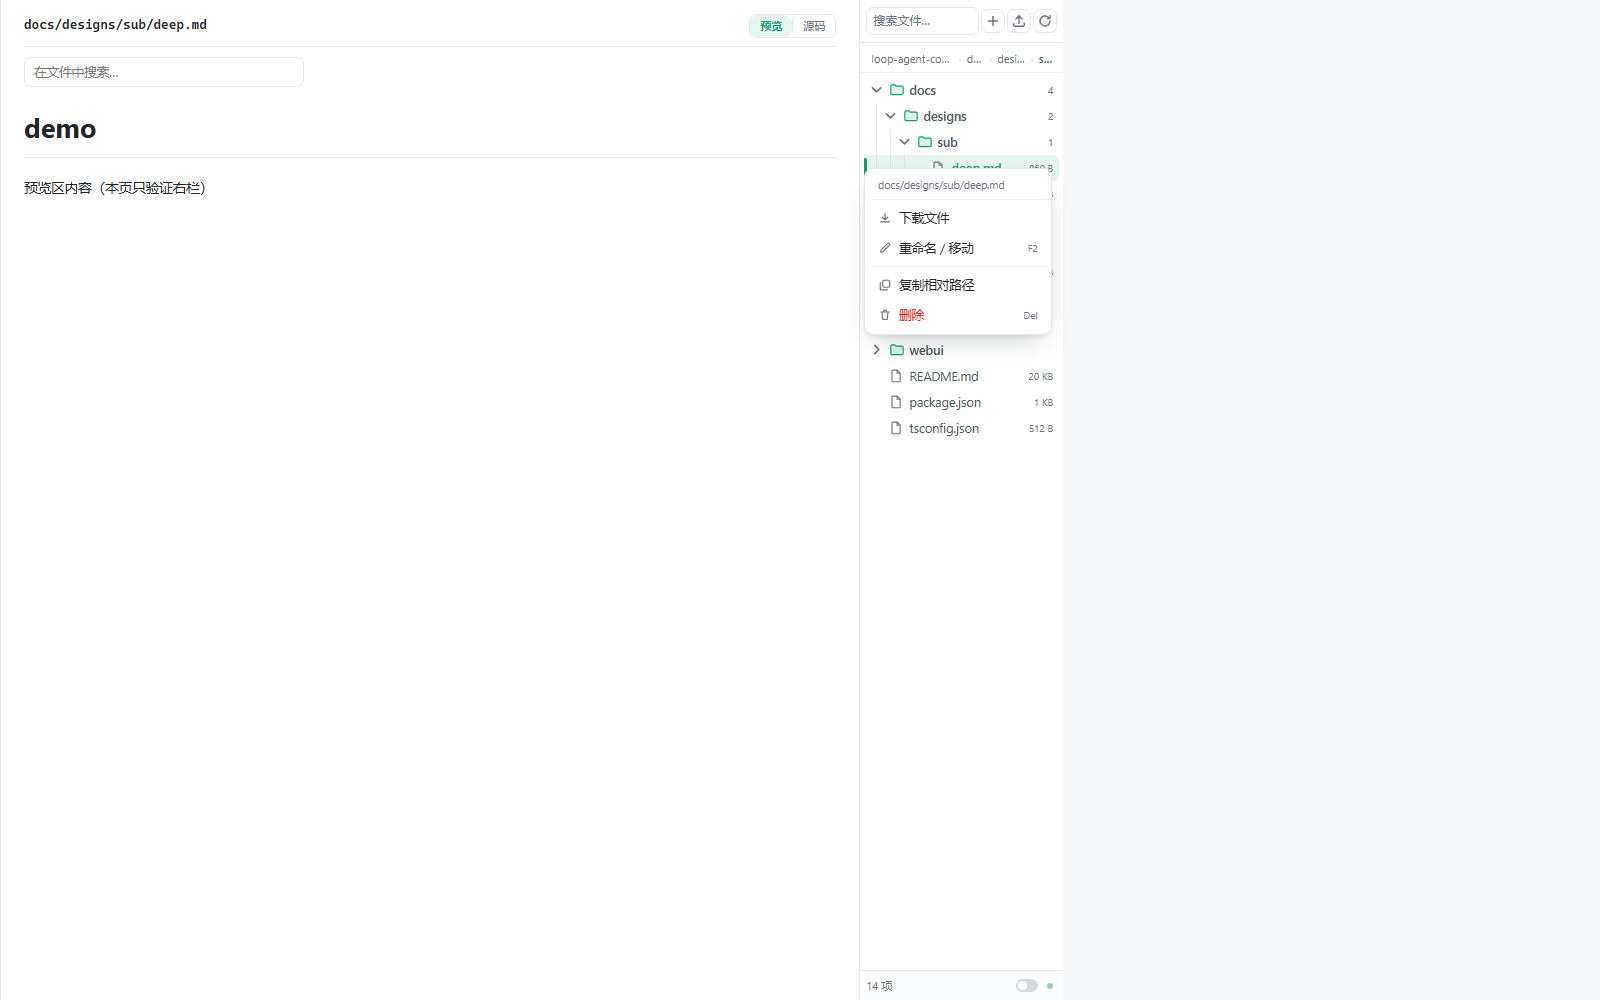 docs/designs/sub/deep.md
预览 源码
在文件中搜索...
demo
预览区内容（本页只验证右栏）
搜索文件...
loop-agent-co... › d... › desi... › s...
docs 4
designs 2
sub 1
deep.md 860 B
docs/designs/sub/deep.md
下载文件
重命名 / 移动 F2
复制相对路径
删除 Del
webui
README.md 20 KB
package.json 1 KB
tsconfig.json 512 B
14 项